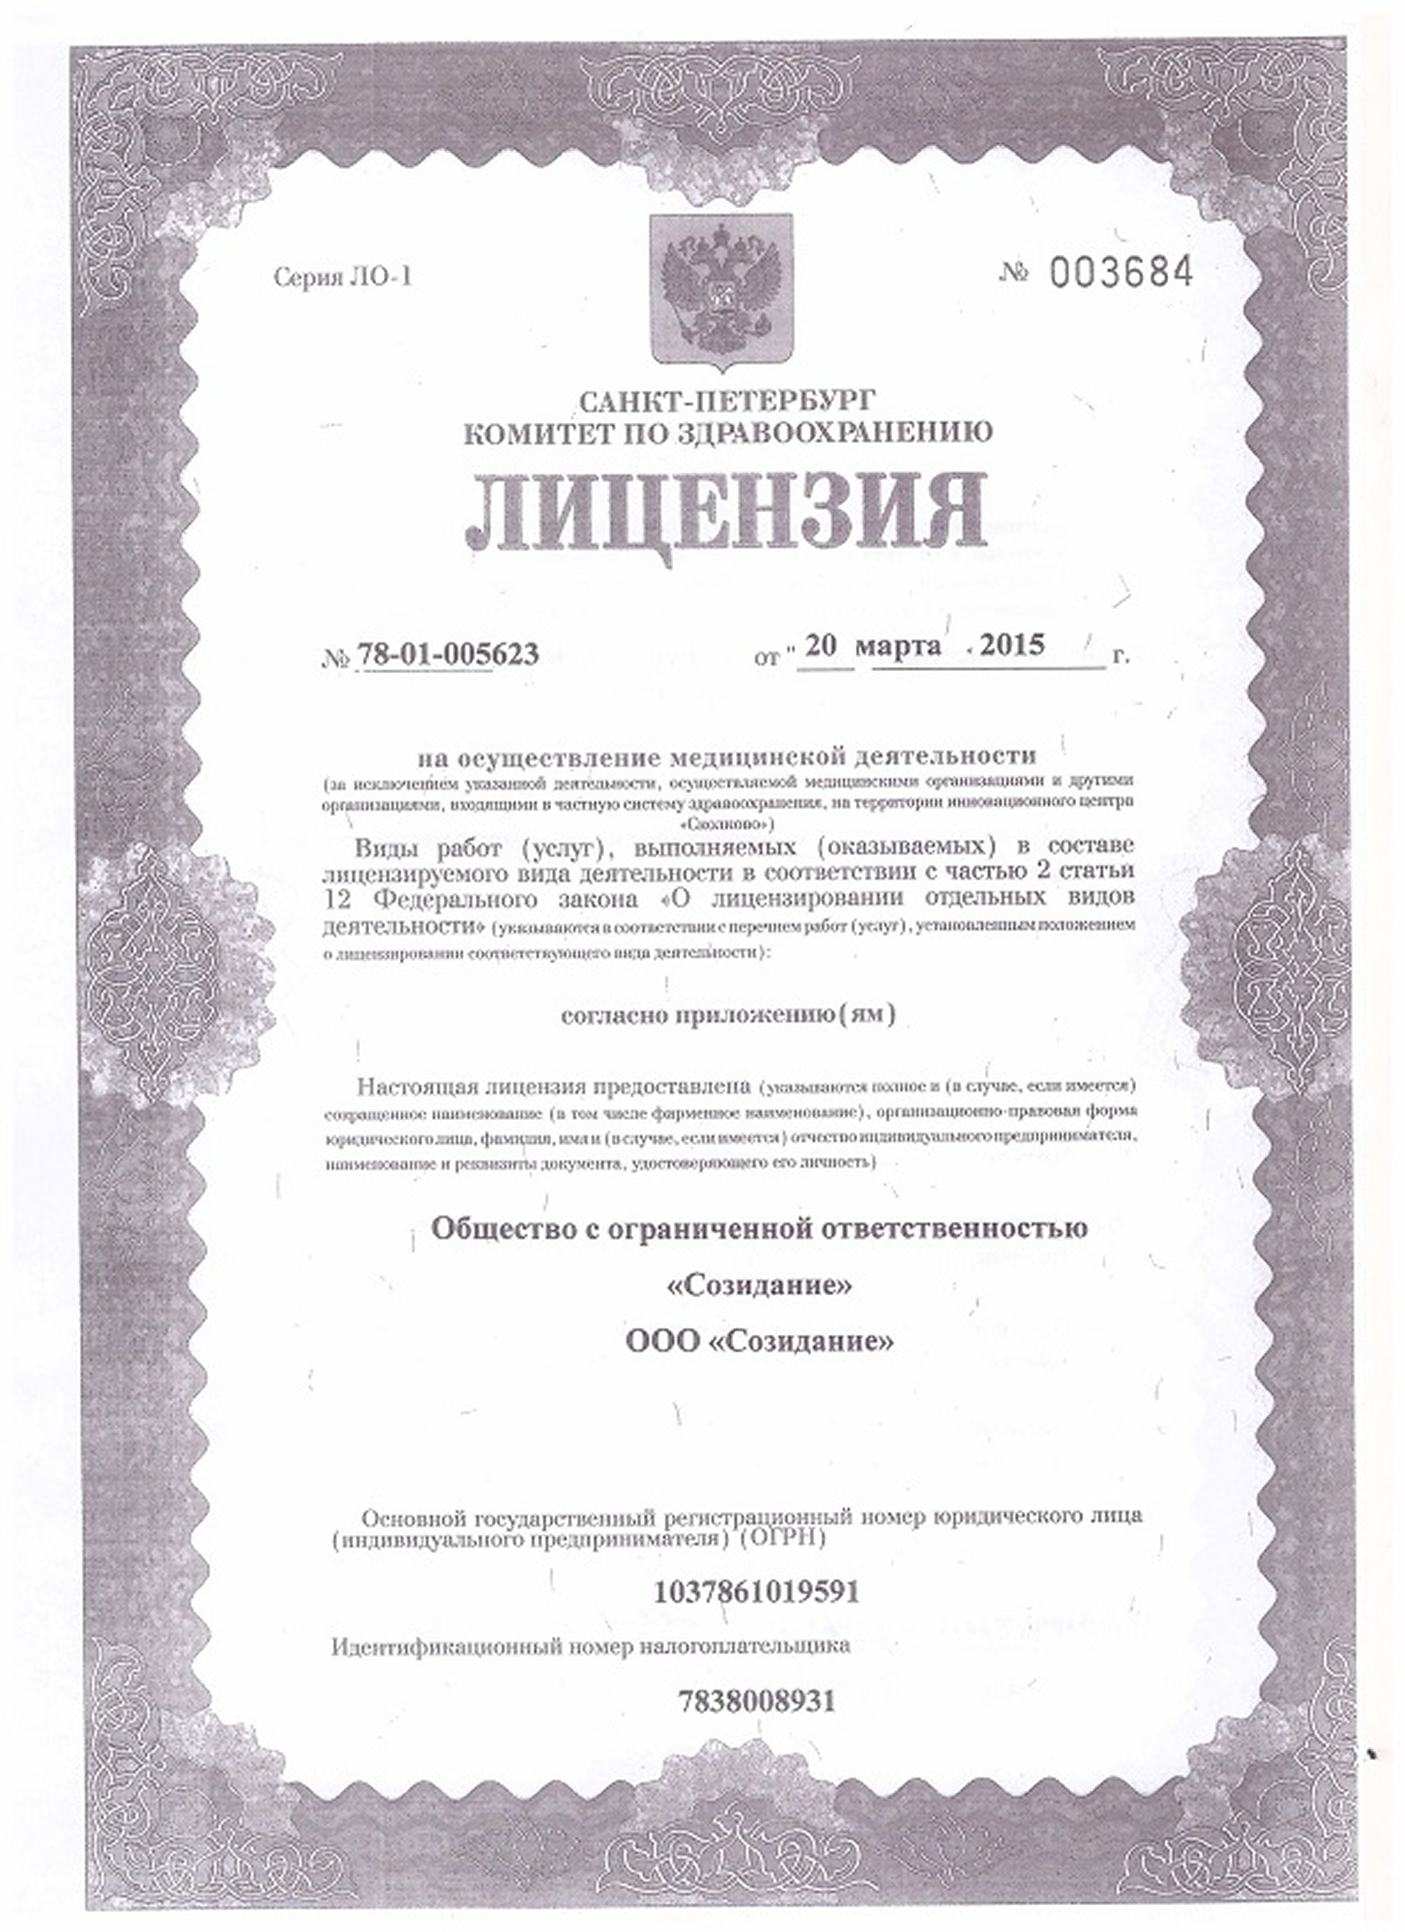 Серия ЛО-1
№ 003684
САНКТ-ПЕТЕРБУРГ
КОМИТЕТ ПО ЗДРАВООХРАНЕНИЮ
ЛИЦЕНЗИЯ
№ 78-01-005623
от " 20 марта 2015 г.
на осуществление медицинской деятельности
(за исключением указанной деятельности, осуществляемой медицинскими организациями и другими
организациями, входящими в частную систему здравоохранения, на территории инновационного центра
«Сколково»)
Виды работ (услуг), выполняемых (оказываемых) в составе
лицензируемого вида деятельности в соответствии с частью 2 статьи
12 Федерального закона «О лицензировании отдельных видов
деятельности» (указываются в соответствии с перечнем работ (услуг), установленным положением
о лицензировании соответствующего вида деятельности):
согласно приложению(ям)
Настоящая лицензия предоставлена (указываются полное и (в случае, если имеется)
сокращенное наименование (в том числе фирменное наименование), организационно-правовая форма
юридического лица, фамилия, имя и (в случае, если имеется) отчество индивидуального предпринимателя,
наименование и реквизиты документа, удостоверяющего его личность)
Общество с ограниченной ответственностью
«Созидание»
ООО «Созидание»
Основной государственный регистрационный номер юридического лица
(индивидуального предпринимателя) (ОГРН)
1037861019591
Идентификационный номер налогоплательщика
7838008931